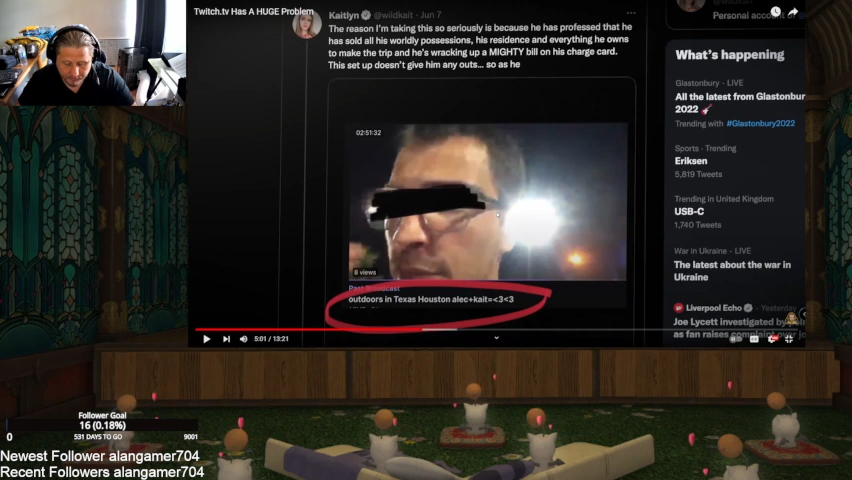 Twitch.tv Has A HUGE Problem
Kaitlyn @wildkait · Jun 7
The reason I'm taking this so seriously is because he has professed that he
has sold all his worldly possessions, his residence and everything he owns
to make the trip and he's wracking up a MIGHTY bill on his charge card.
This set up doesn't give him any outs... so as he
02:51:32
8 views
Past Broadcast
outdoors in Texas Houston alec+kait=<3<3
Personal account
What's happening
Glastonbury · LIVE
All the latest from Glastonbur
2022
Trending with #Glastonbury2022
Sports · Trending
Eriksen
5,819 Tweets
Trending in United Kingdom
USB-C
1,740 Tweets
War in Ukraine · LIVE
The latest about the war in
Ukraine
Liverpool Echo · Yesterday
Joe Lycett investigated by
as fan raises complaint over
5:01 / 13:21
Follower Goal
16 (0.18%)
0
531 DAYS TO GO
9001
Newest Follower alangamer704
Recent Followers alangamer704